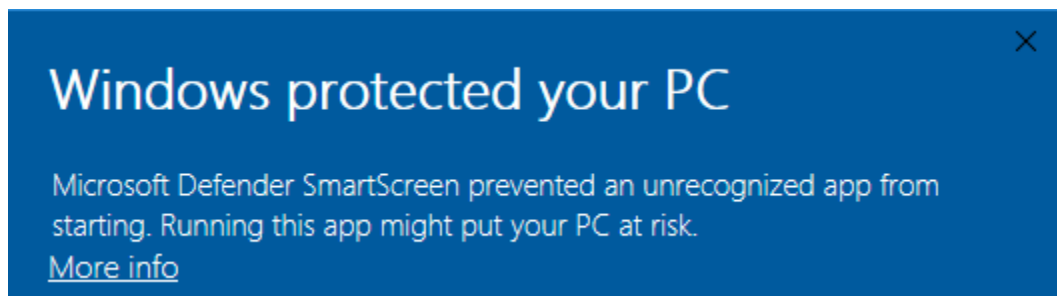 Windows protected your PC
Microsoft Defender SmartScreen prevented an unrecognized app from
starting. Running this app might put your PC at risk.
More info